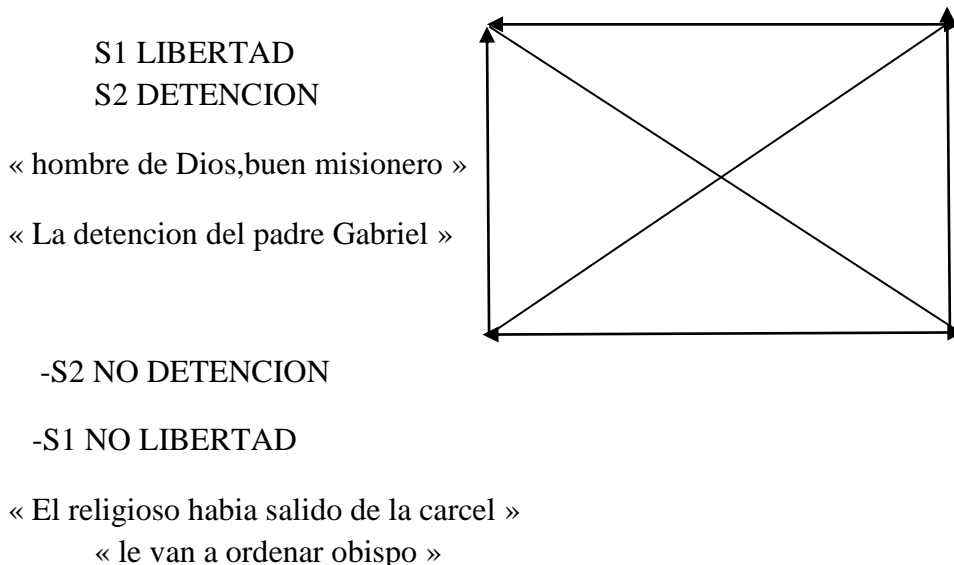 S1 LIBERTAD
S2 DETENCION
« hombre de Dios,buen misionero »
« La detencion del padre Gabriel »
-S2 NO DETENCION
-S1 NO LIBERTAD
« El religioso habia salido de la carcel »
« le van a ordenar obispo »